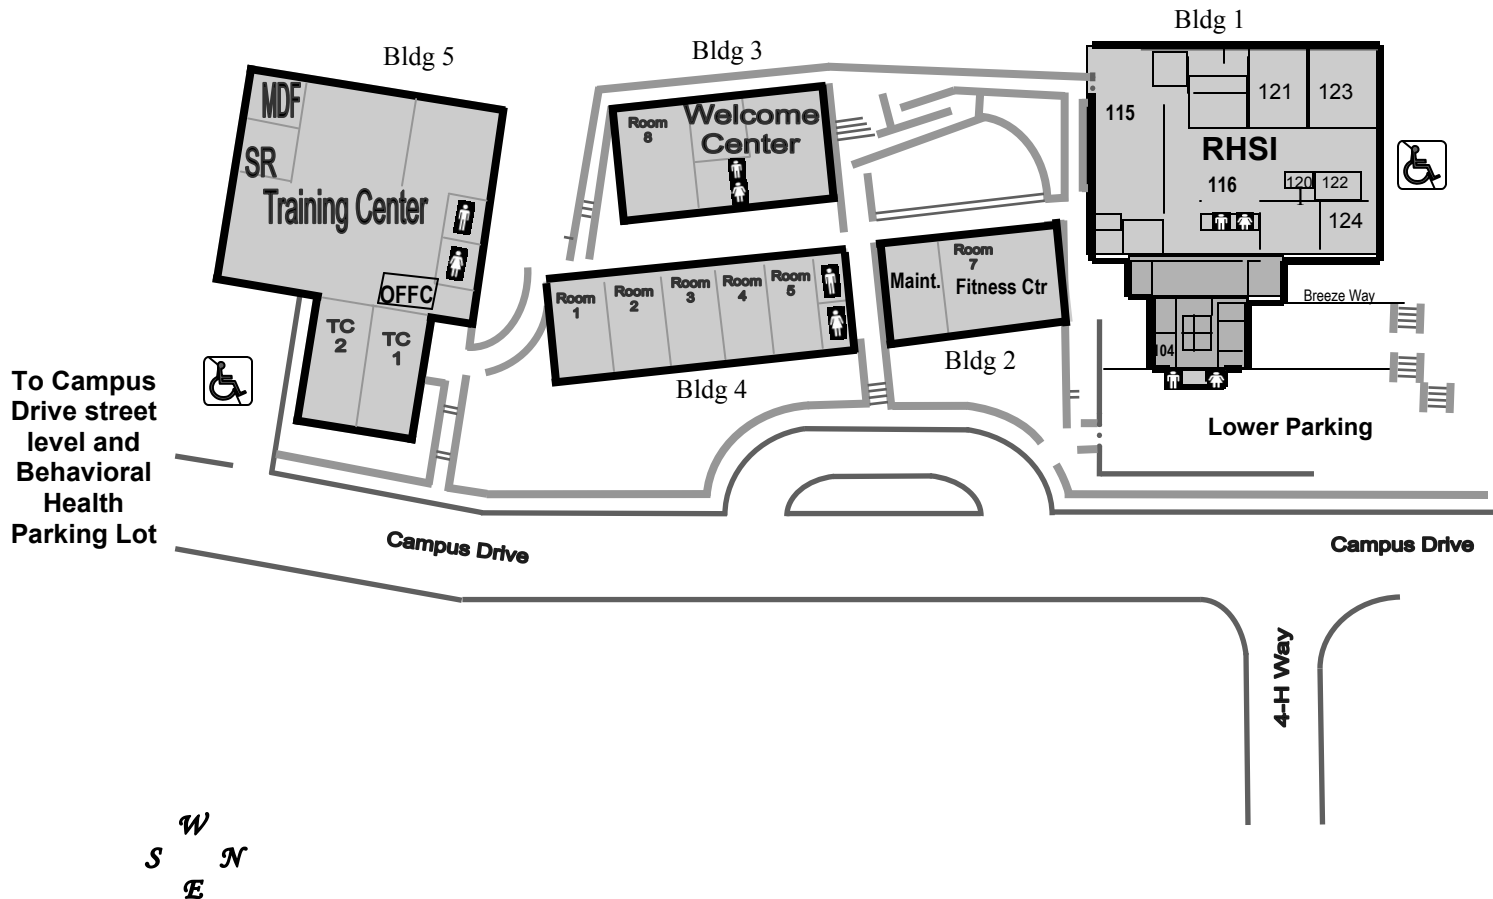 Bldg 1
Bldg 3
Bldg 5
MDF
SR
Training Center
OFFC
TC
2
TC
1
Room
8
Welcome
Center
115
121
123
RHSI
116
120
1
122
124
104
Breeze Way
Lower Parking
Room
1
Room
2
Room
3
Room
4
Room
5
Bldg 4
Maint.
Room
7
Fitness Ctr
Bldg 2
To Campus
Drive street
level and
Behavioral
Health
Parking Lot
Campus Drive
Campus Drive
4-H Way
W
S N
E